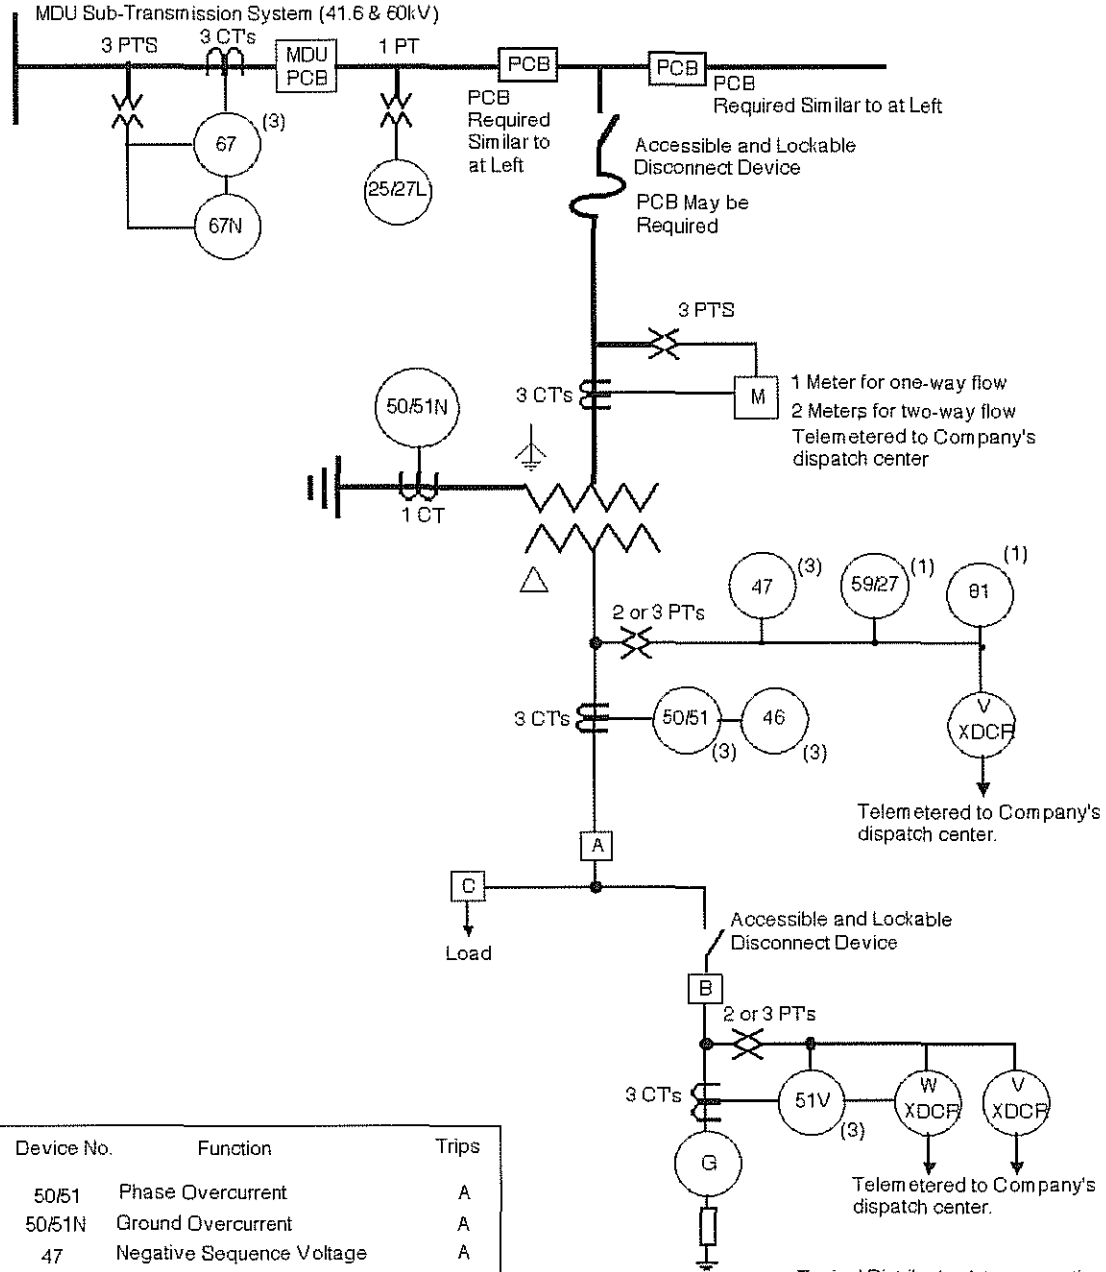 MDU Sub-Transmission System (41.6 & 60kV)
3 PTS
3 CT's
MDU
PCB
1 PT
PCB
PCB
PCB
Required
Similar to
at Left
PCB
Required Similar to at Left
67
(3)
67N
25/27L
Accessible and Lockable
Disconnect Device
PCB May be
Required
3 PTS
3 CT's
M
1 Meter for one-way flow
2 Meters for two-way flow
Telemetered to Company's
dispatch center
50/51N
1 CT
2 or 3 PT's
47
(3)
59/27
(1)
81
(1)
3 CT's
50/51
(3)
46
(3)
V
XDCR
Telemetered to Company's
dispatch center.
A
C
Load
Accessible and Lockable
Disconnect Device
B
2 or 3 PT's
3 CT's
51V
(3)
W
XDCR
V
XDCR
G
Telemetered to Company's
dispatch center.
Device No. Function Trips
50/51 Phase Overcurrent A
50/51N Ground Overcurrent A
47 Negative Sequence Voltage A